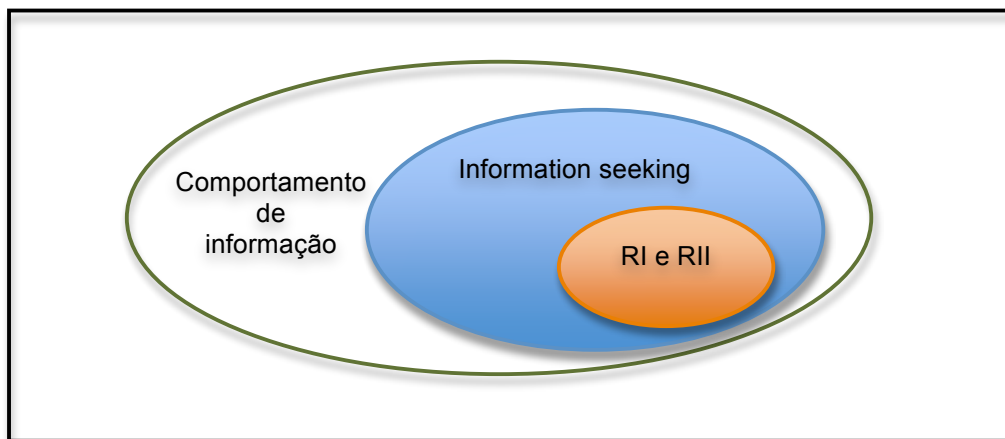 Comportamento
de
informação
Information seeking
RI e RII